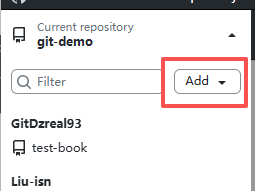 Current repository
git-demo
Filter
Add
GitDzreal93
test-book
Liu-isn